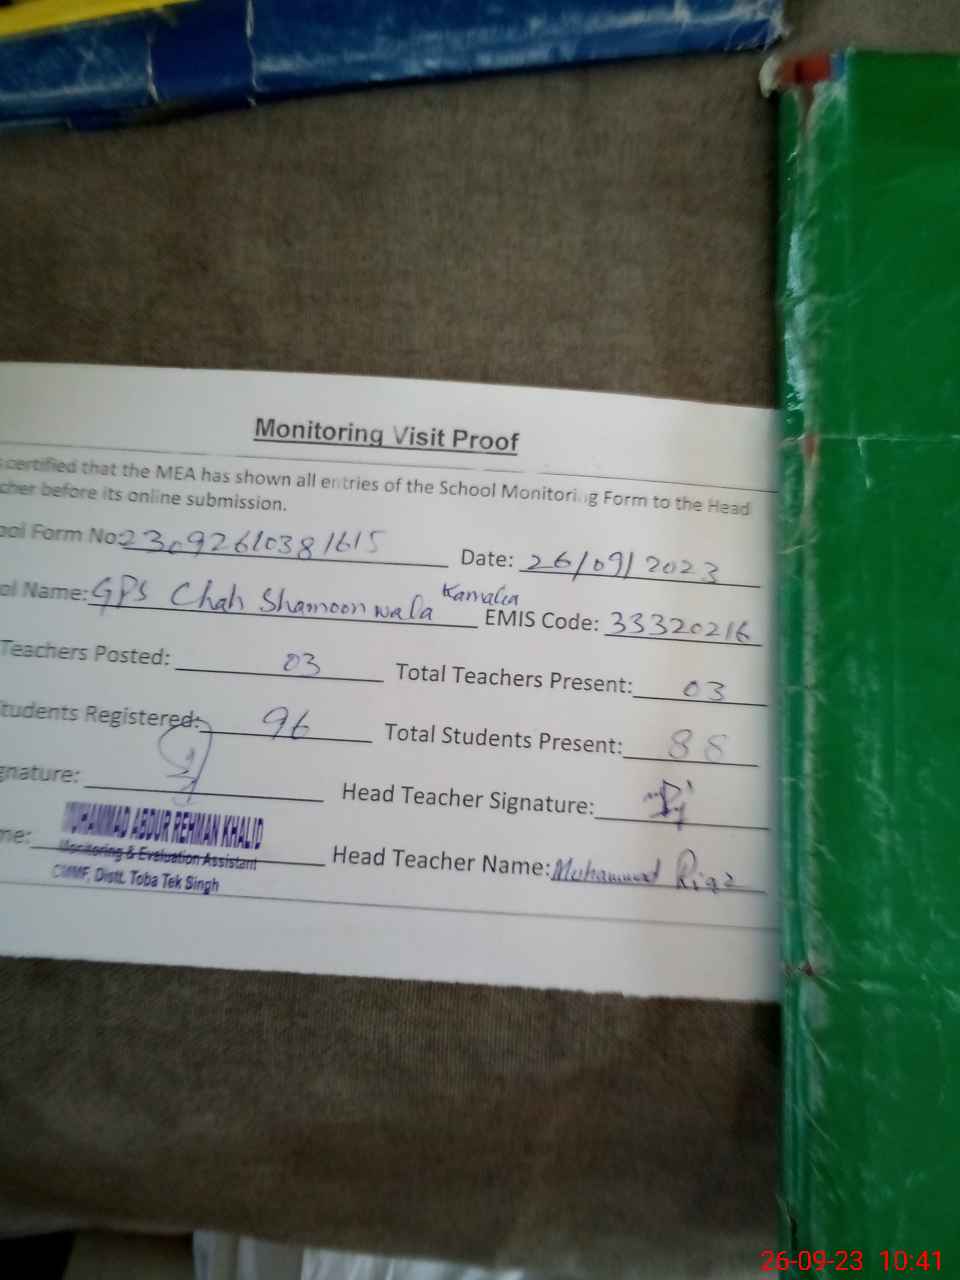 Monitoring Visit Proof
certified that the MEA has shown all entries of the School Monitoring Form to the Head
cher before its online submission.
ool Form No: 23092610381615 Date: 26/09/2023
ol Name: GPS Chah Shamoon wala Kamalia EMIS Code: 33320216
Teachers Posted: 03 Total Teachers Present: 03
tudents Registered: 96 Total Students Present: 88
gnature: Head Teacher Signature:
me: MUHAMMAD ABDUR REHMAN KHALID
Monitoring & Evaluation Assistant
CMMF, Distt. Toba Tek Singh
Head Teacher Name: Muhammad Riaz
26-09-23 10:41